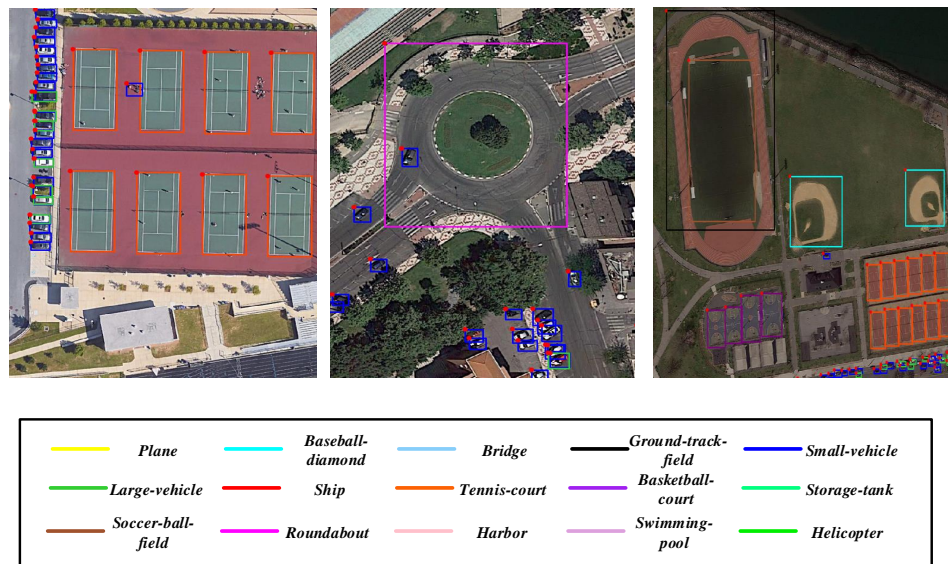 Plane
Baseball-
diamond
Bridge
Ground-track-
field
Small-vehicle
Large-vehicle
Ship
Tennis-court
Basketball-
court
Storage-tank
Soccer-ball-
field
Roundabout
Harbor
Swimming-
pool
Helicopter